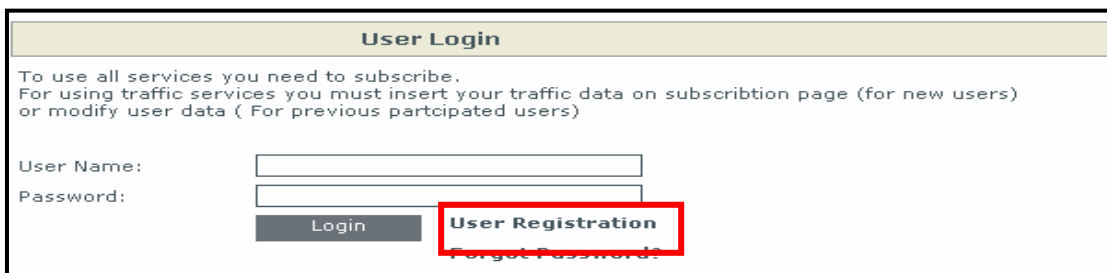 User Login
To use all services you need to subscribe.
For using traffic services you must insert your traffic data on subscribtion page (for new users)
or modify user data ( For previous partcipated users)
User Name:
Password:
Login User Registration
Forgot Password?